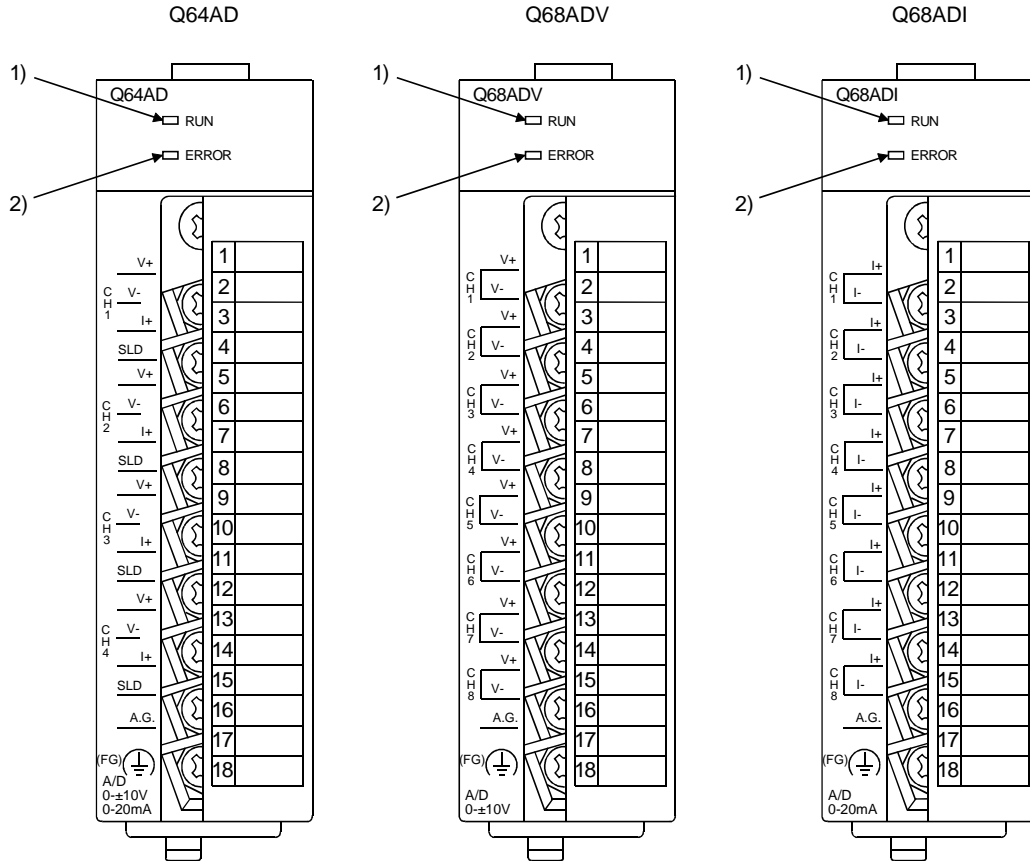 Q64AD
1)
Q64AD
RUN
ERROR
2)
V+
CH1
V-
I+
SLD
V+
CH2
V-
I+
SLD
V+
CH3
V-
I+
SLD
V+
CH4
V-
I+
SLD
A.G.
(FG)
A/D
0-±10V
0-20mA
1
2
3
4
5
6
7
8
9
10
11
12
13
14
15
16
17
18
Q68ADV
1)
Q68ADV
RUN
ERROR
2)
V+
CH1
V-
V+
CH2
V-
V+
CH3
V-
V+
CH4
V-
V+
CH5
V-
V+
CH6
V-
V+
CH7
V-
V+
CH8
V-
A.G.
(FG)
A/D
0-±10V
1
2
3
4
5
6
7
8
9
10
11
12
13
14
15
16
17
18
Q68ADI
1)
Q68ADI
RUN
ERROR
2)
I+
CH1
I-
I+
CH2
I-
I+
CH3
I-
I+
CH4
I-
I+
CH5
I-
I+
CH6
I-
I+
CH7
I-
I+
CH8
I-
A.G.
(FG)
A/D
0-20mA
1
2
3
4
5
6
7
8
9
10
11
12
13
14
15
16
17
18